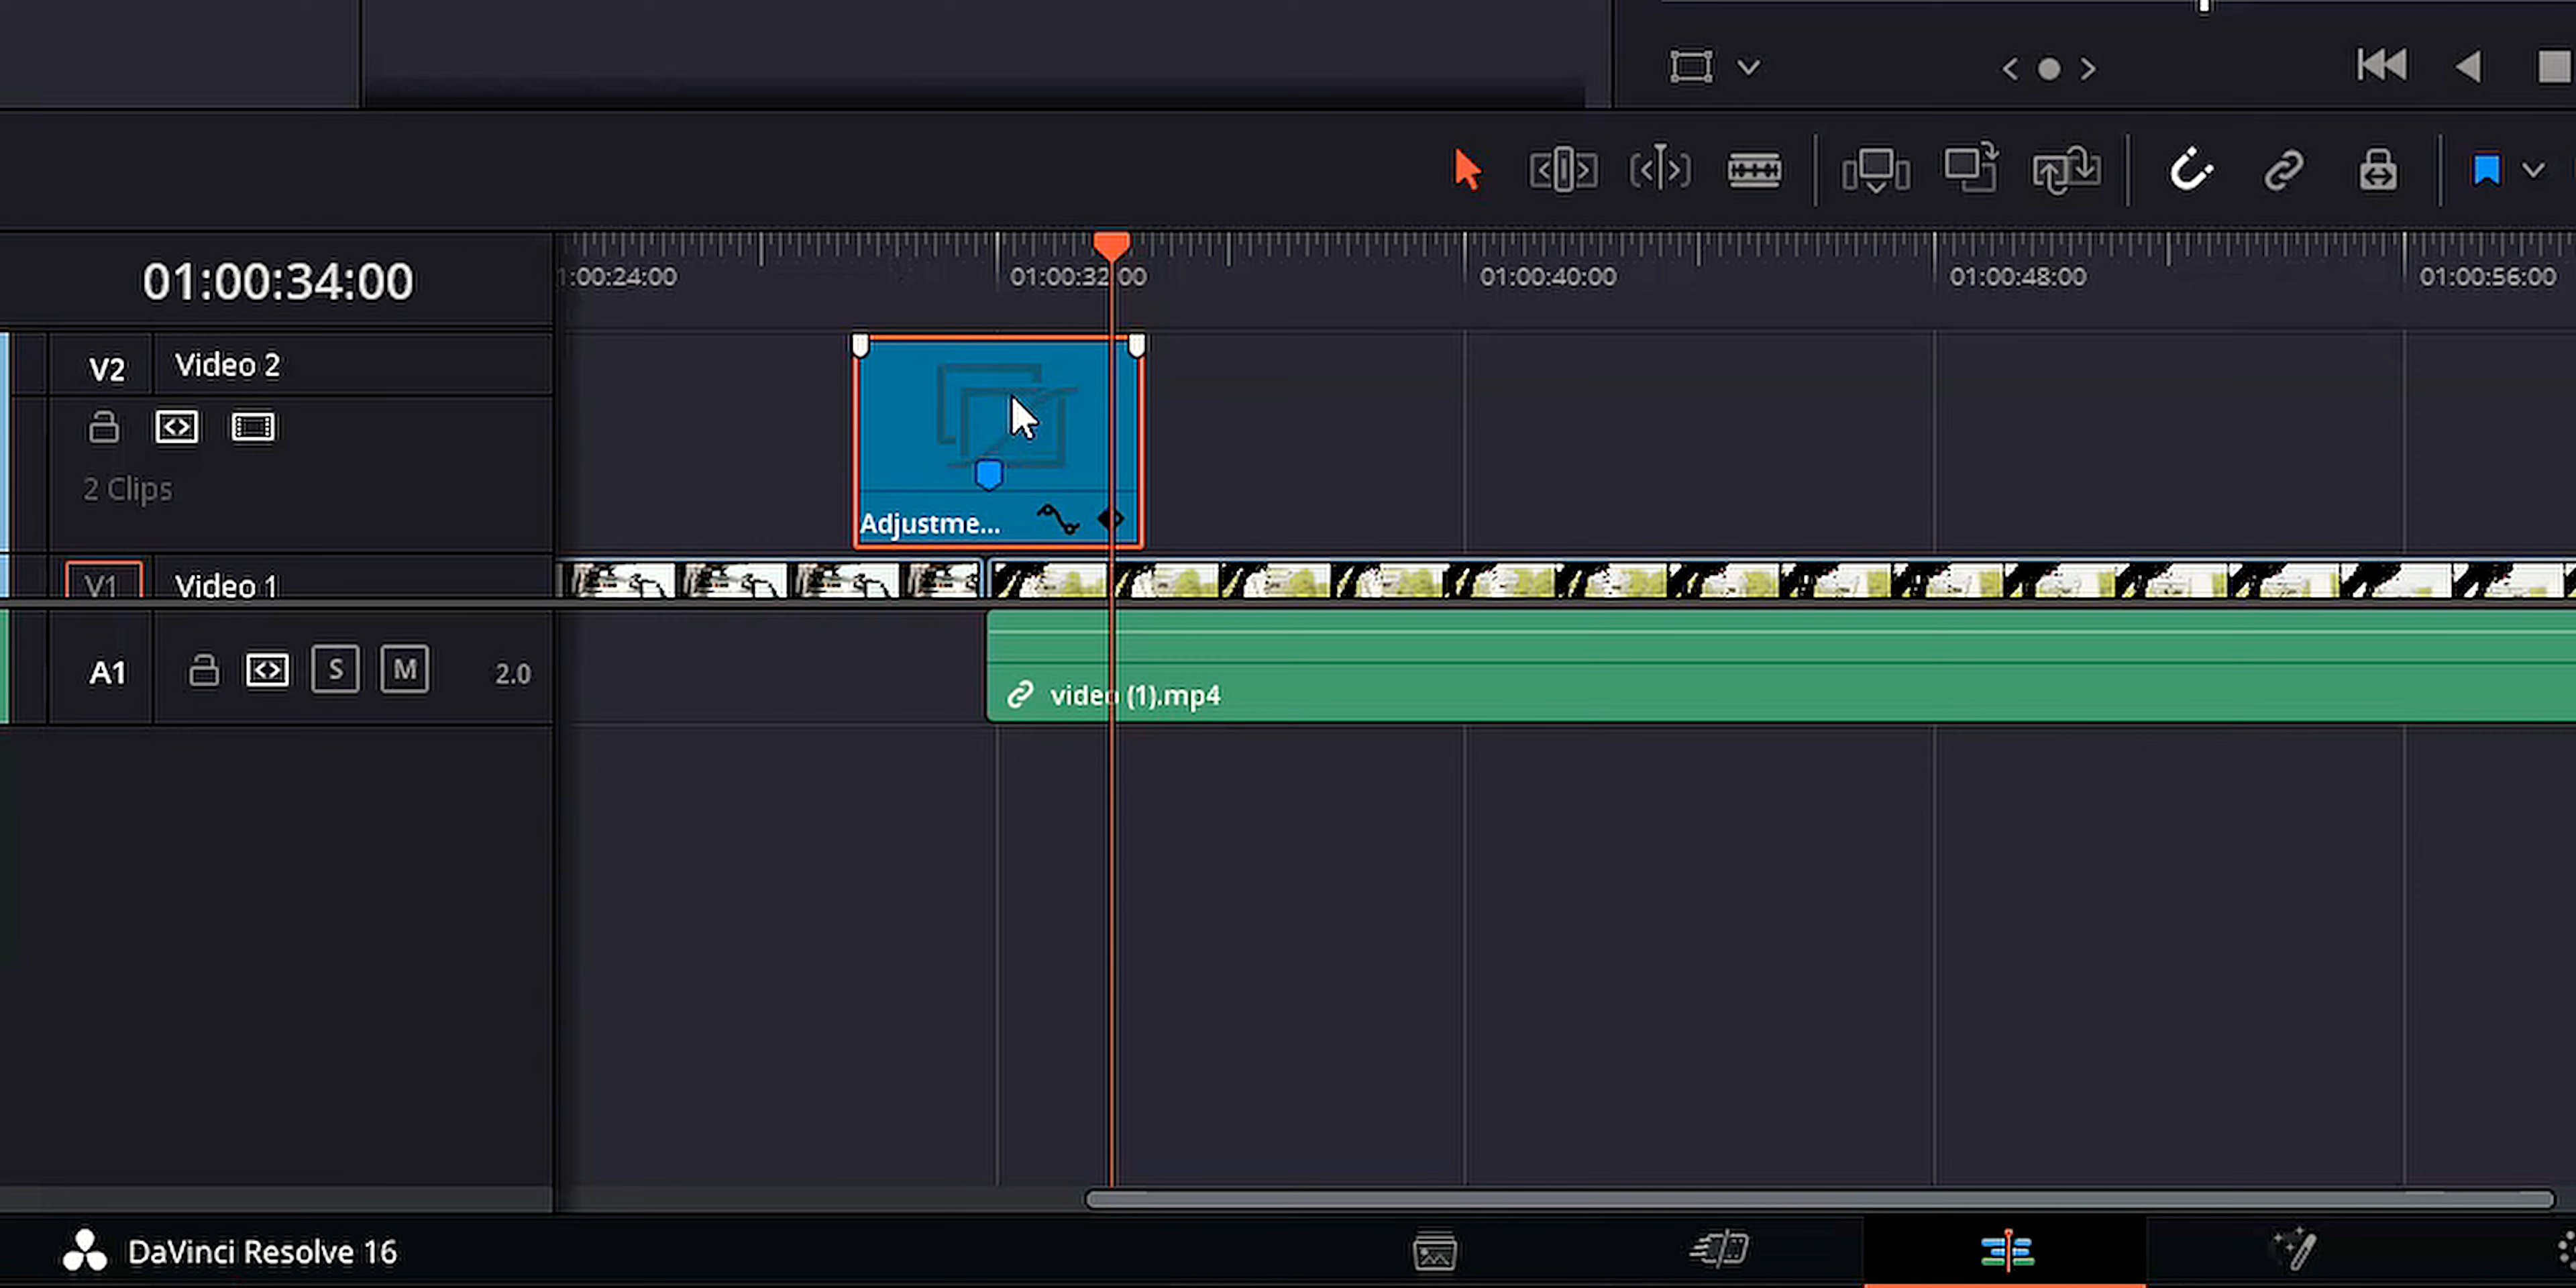 01:00:34:00
1:00:24:00
01:00:32:00
01:00:40:00
01:00:48:00
01:00:56:00
V2 Video 2
2 Clips
Adjustme...
V1 Video 1
A1 S M 2.0
video (1).mp4
DaVinci Resolve 16